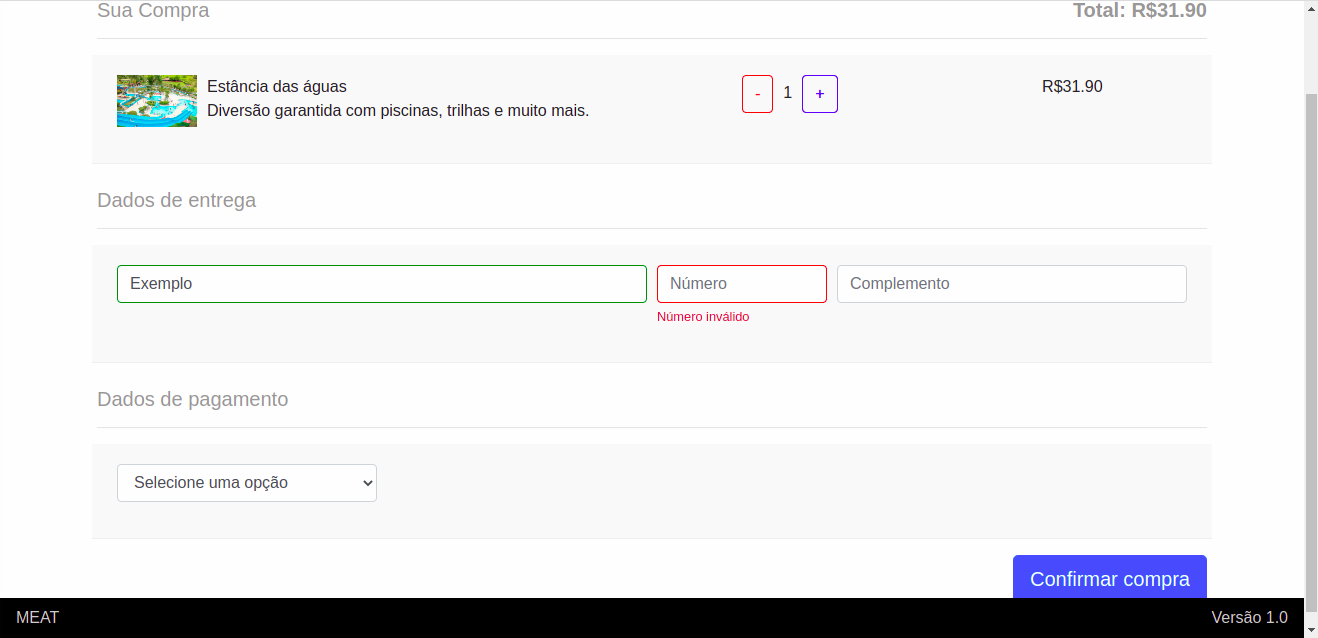 Sua Compra
Total: R$31.90
Estância das águas
Diversão garantida com piscinas, trilhas e muito mais.
- 1 +
R$31.90
Dados de entrega
Exemplo
Número
Complemento
Número inválido
Dados de pagamento
Selecione uma opção
Confirmar compra
MEAT
Versão 1.0